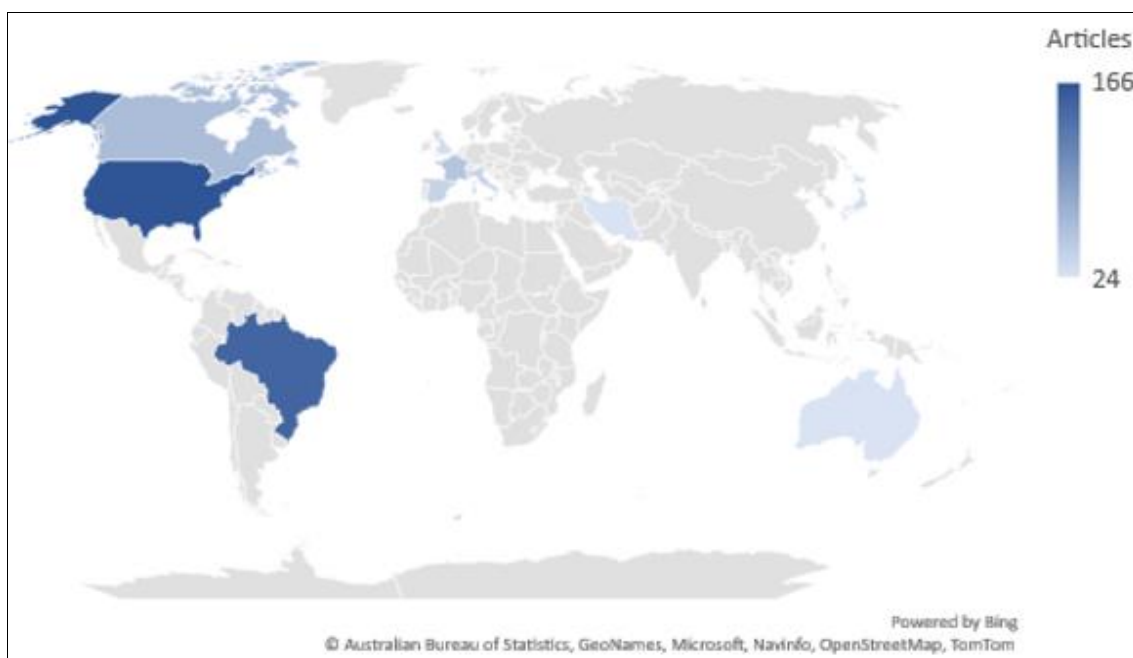 Articles
166
24
Powered by Bing
© Australian Bureau of Statistics, GeoNames, Microsoft, Navinfo, OpenStreetMap, TomTom